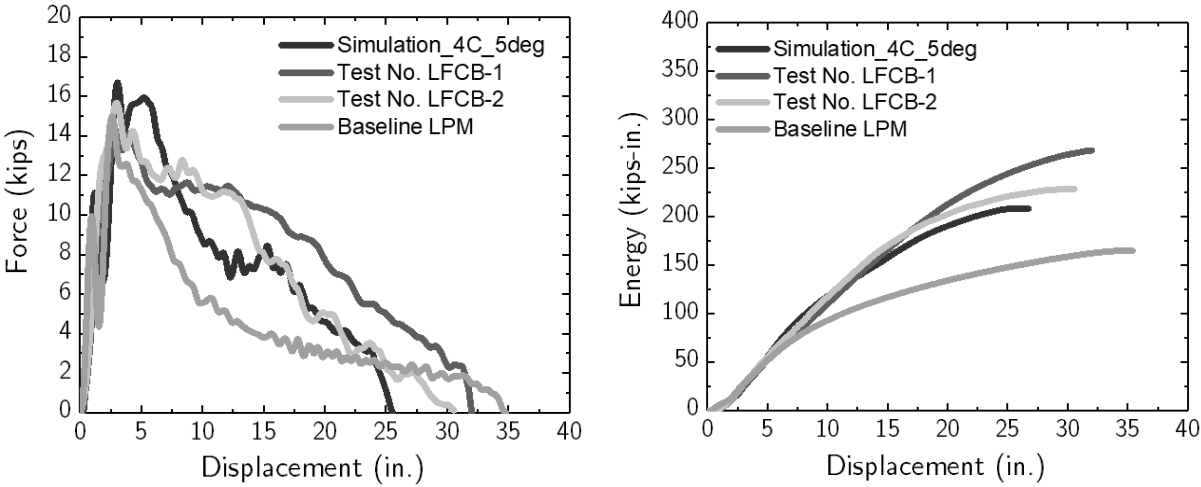 20
18
16
14
12
10
8
6
4
2
0
Force (kips)
Simulation_4C_5deg
Test No. LFCB-1
Test No. LFCB-2
Baseline LPM
0 5 10 15 20 25 30 35 40
Displacement (in.)
400
350
300
250
200
150
100
50
0
Energy (kips-in.)
Simulation_4C_5deg
Test No. LFCB-1
Test No. LFCB-2
Baseline LPM
0 5 10 15 20 25 30 35 40
Displacement (in.)